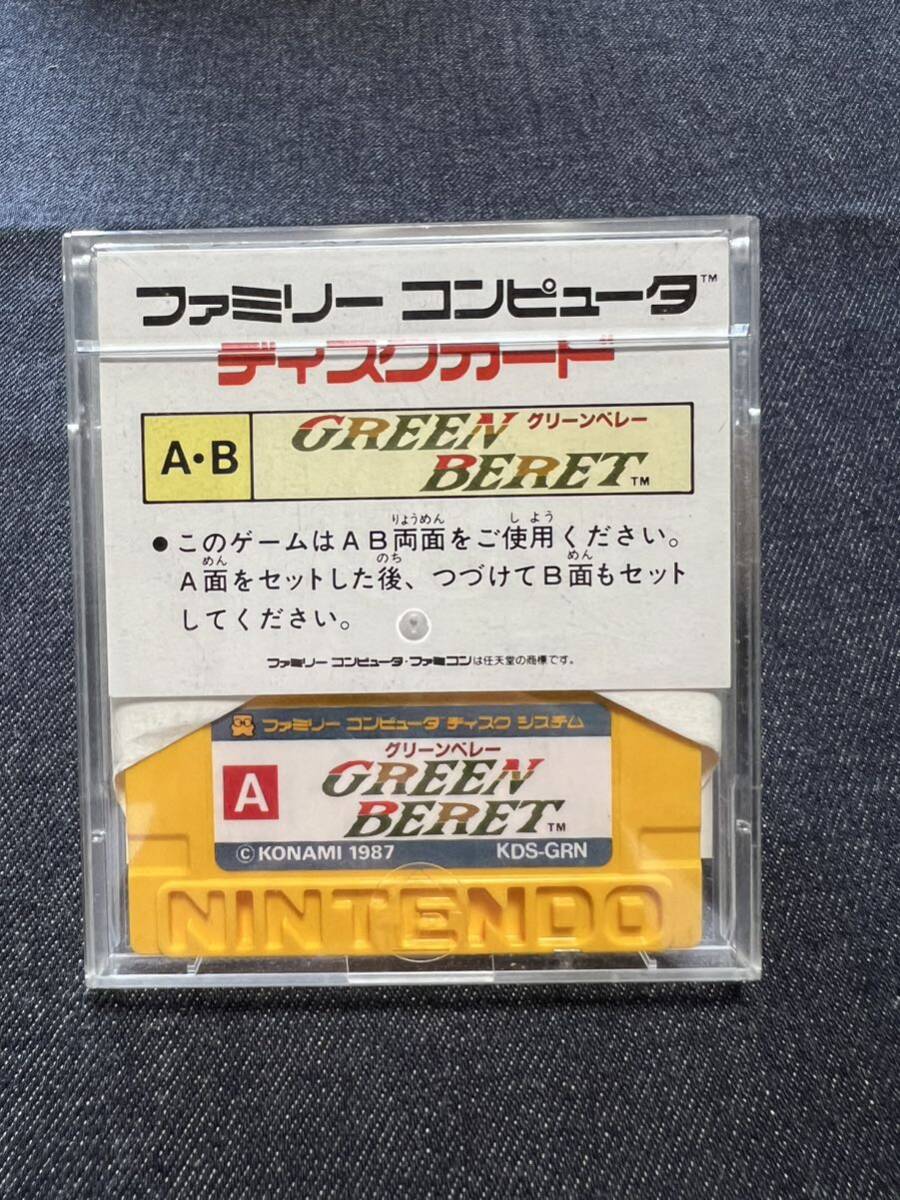 ファミリー コンピュータ™
ディスクカード
A・B
GREEN グリーンベレー
BERET™
りょうめん しよう
●このゲームはAB両面をご使用ください。
めん のち めん
A面をセットした後、つづけてB面もセット
してください。
ファミリー コンピュータ・ファミコンは任天堂の商標です。
ファミリー コンピュータ ディスク システム
グリーンベレー
A
GREEN
BERET™
©KONAMI 1987 KDS-GRN
NINTENDO